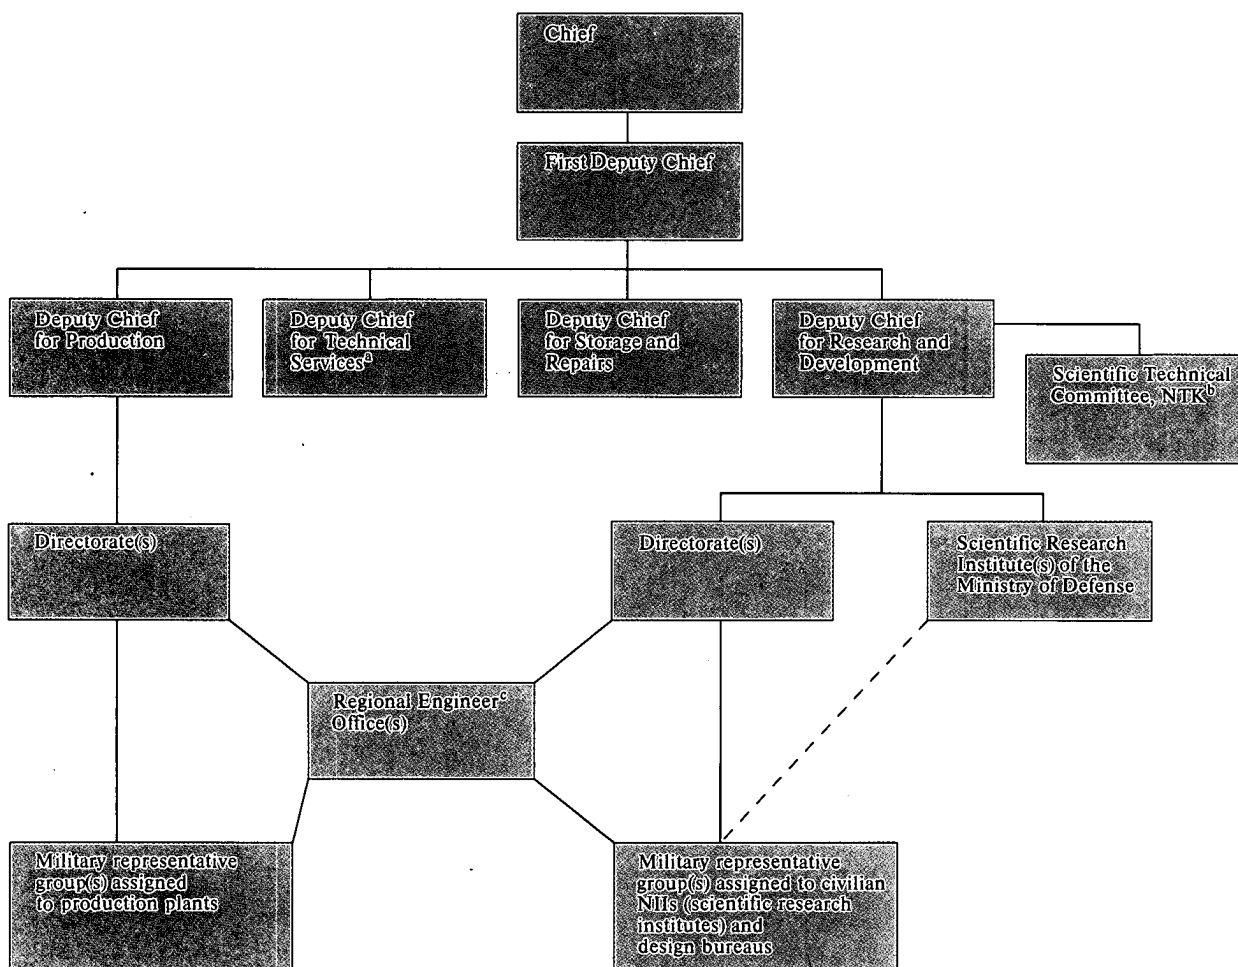 Chief
First Deputy Chief
Deputy Chief
for Production
Deputy Chief
for Technical
Servicesᵃ
Deputy Chief
for Storage and
Repairs
Deputy Chief
for Research and
Development
Scientific Technical
Committee, NTKᵇ
Directorate(s)
Directorate(s)
Scientific Research
Institute(s) of the
Ministry of Defense
Regional Engineerᶜ
Office(s)
Military representative
group(s) assigned
to production plants
Military representative
group(s) assigned to civilian
NIIs (scientific research
institutes) and
design bureaus